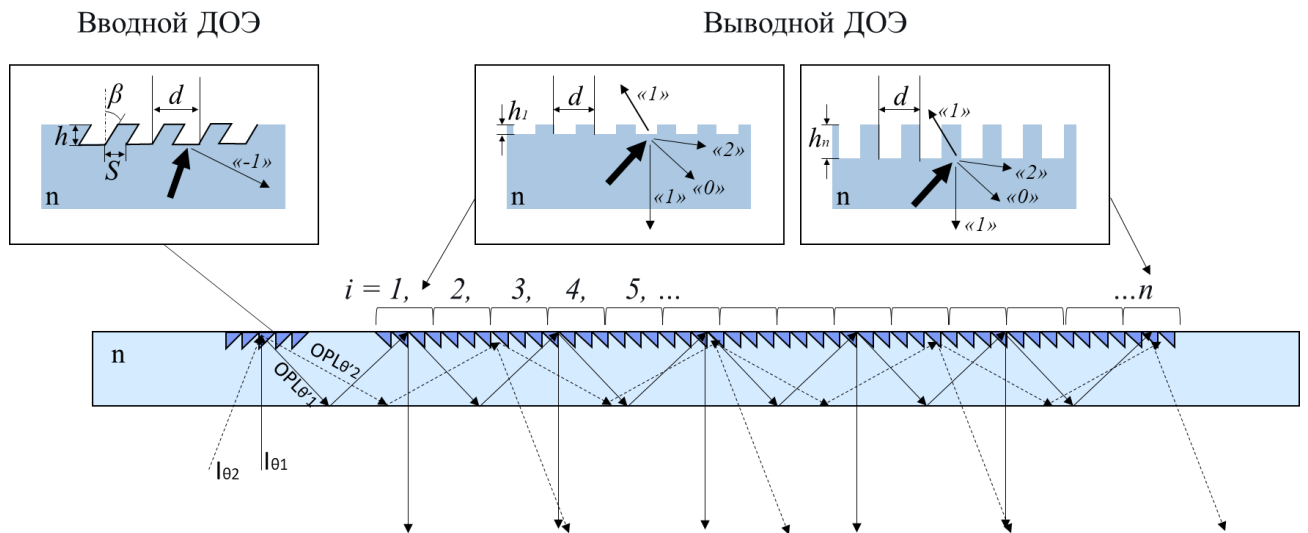 Вводной ДОЭ
Выводной ДОЭ
β
d
h
S
«-1»
n
h1
d
«1»
«2»
«0»
«1»
n
hn
d
«1»
«2»
«0»
«1»
n
i = 1, 2, 3, 4, 5, ... ...n
n
OPLθ'1
OPLθ'2
Iθ2
Iθ1